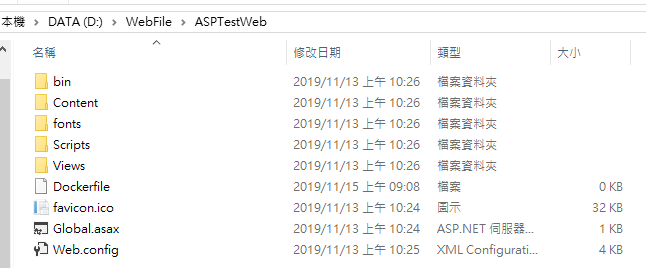 本機 > DATA (D:) > WebFile > ASPTestWeb
名稱 修改日期 類型 大小
bin 2019/11/13 上午 10:26 檔案資料夾
Content 2019/11/13 上午 10:26 檔案資料夾
fonts 2019/11/13 上午 10:26 檔案資料夾
Scripts 2019/11/13 上午 10:26 檔案資料夾
Views 2019/11/13 上午 10:26 檔案資料夾
Dockerfile 2019/11/15 上午 09:08 檔案 0 KB
favicon.ico 2019/11/13 上午 10:24 圖示 32 KB
Global.asax 2019/11/13 上午 10:24 ASP.NET 伺服器... 1 KB
Web.config 2019/11/13 上午 10:25 XML Configurati... 4 KB